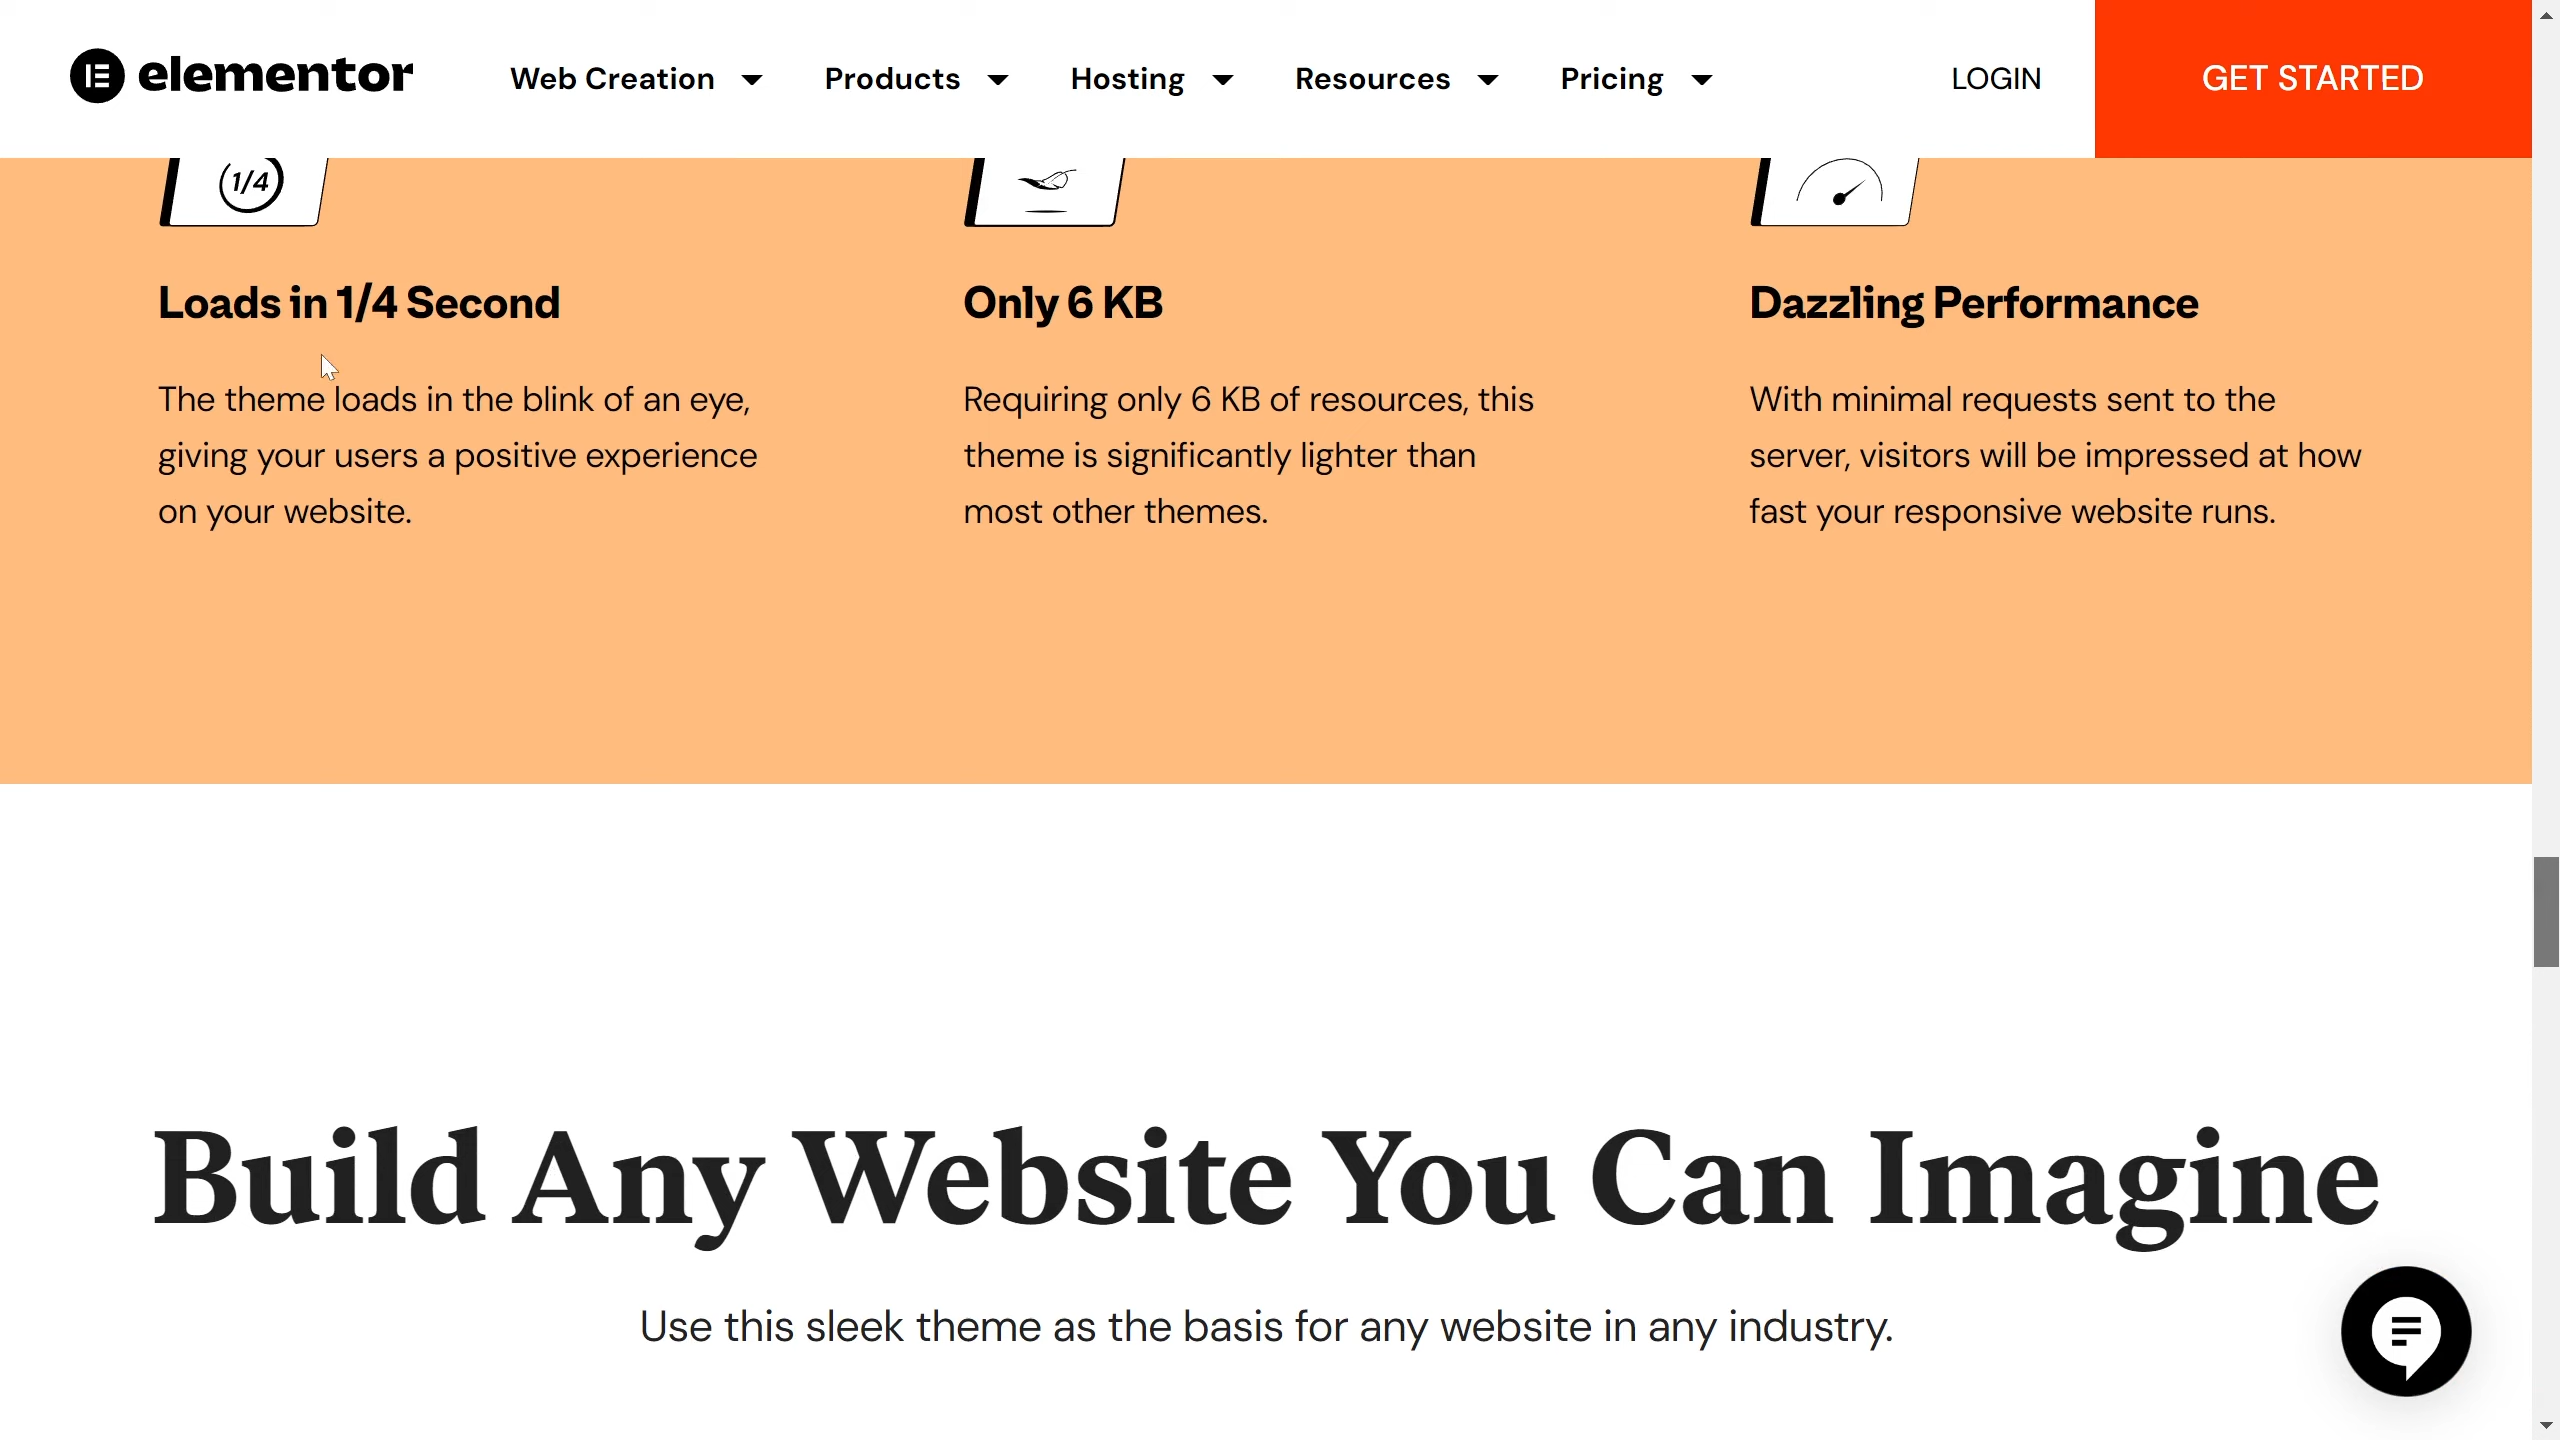 elementor
Web Creation
Products
Hosting
Resources
Pricing
LOGIN
GET STARTED
1/4
Loads in 1/4 Second
The theme loads in the blink of an eye,
giving your users a positive experience
on your website.
Only 6 KB
Requiring only 6 KB of resources, this
theme is significantly lighter than
most other themes.
Dazzling Performance
With minimal requests sent to the
server, visitors will be impressed at how
fast your responsive website runs.
Build Any Website You Can Imagine
Use this sleek theme as the basis for any website in any industry.